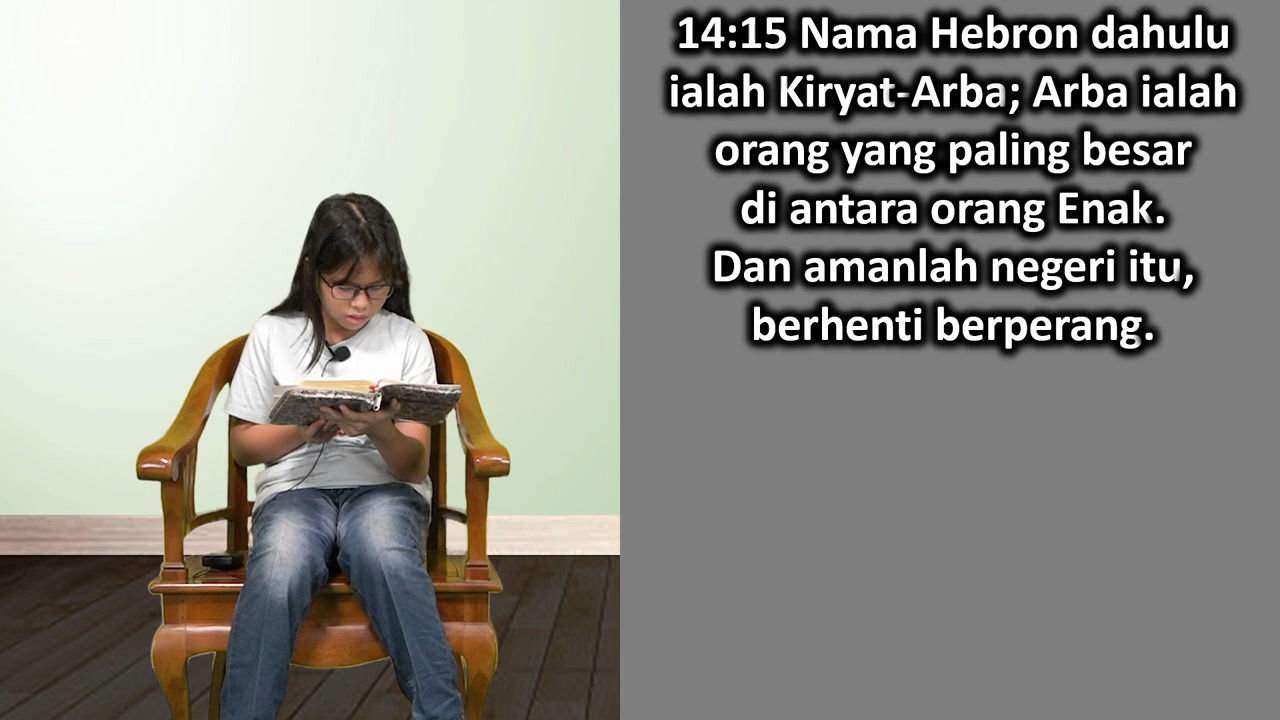 14:15 Nama Hebron dahulu
ialah Kiryat-Arba; Arba ialah
orang yang paling besar
di antara orang Enak.
Dan amanlah negeri itu,
berhenti berperang.